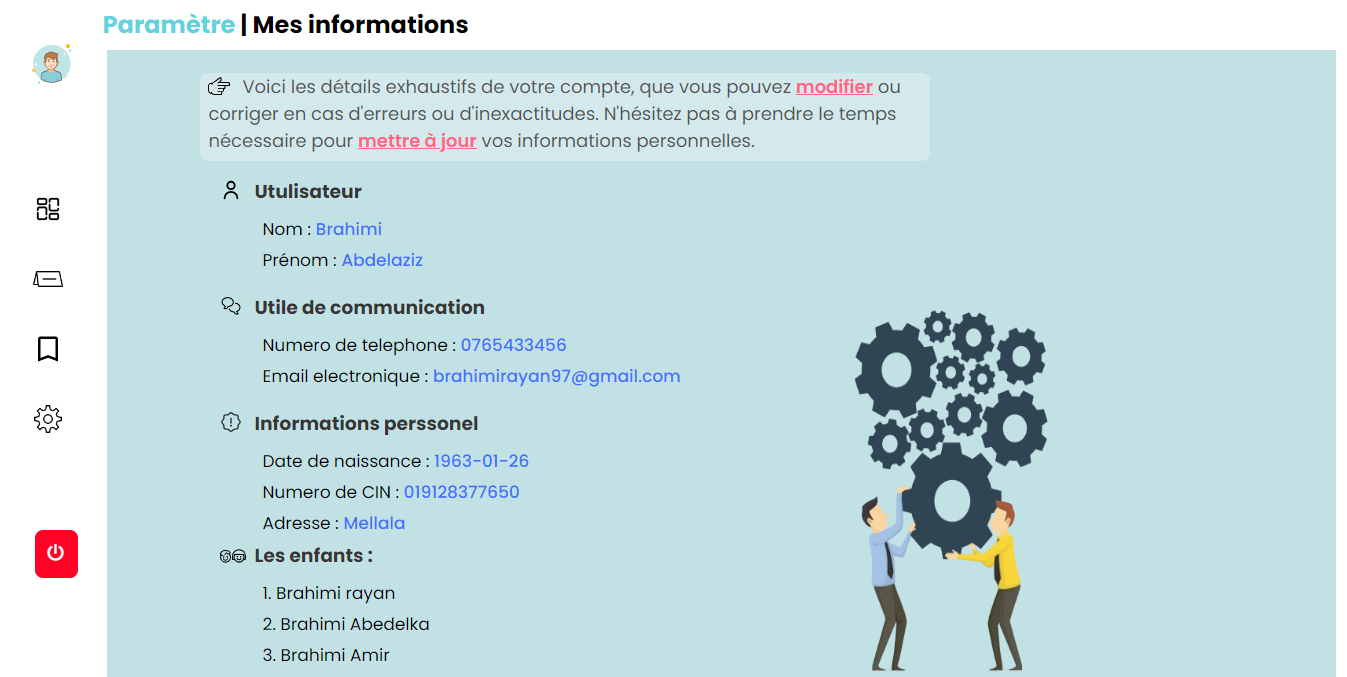 Paramètre | Mes informations
Voici les détails exhaustifs de votre compte, que vous pouvez modifier ou
corriger en cas d'erreurs ou d'inexactitudes. N'hésitez pas à prendre le temps
nécessaire pour mettre à jour vos informations personnelles.
Utulisateur
Nom : Brahimi
Prénom : Abdelaziz
Utile de communication
Numero de telephone : 0765433456
Email electronique : brahimirayan97@gmail.com
Informations perssonel
Date de naissance : 1963-01-26
Numero de CIN : 019128377650
Adresse : Mellala
Les enfants :
1. Brahimi rayan
2. Brahimi Abedelka
3. Brahimi Amir